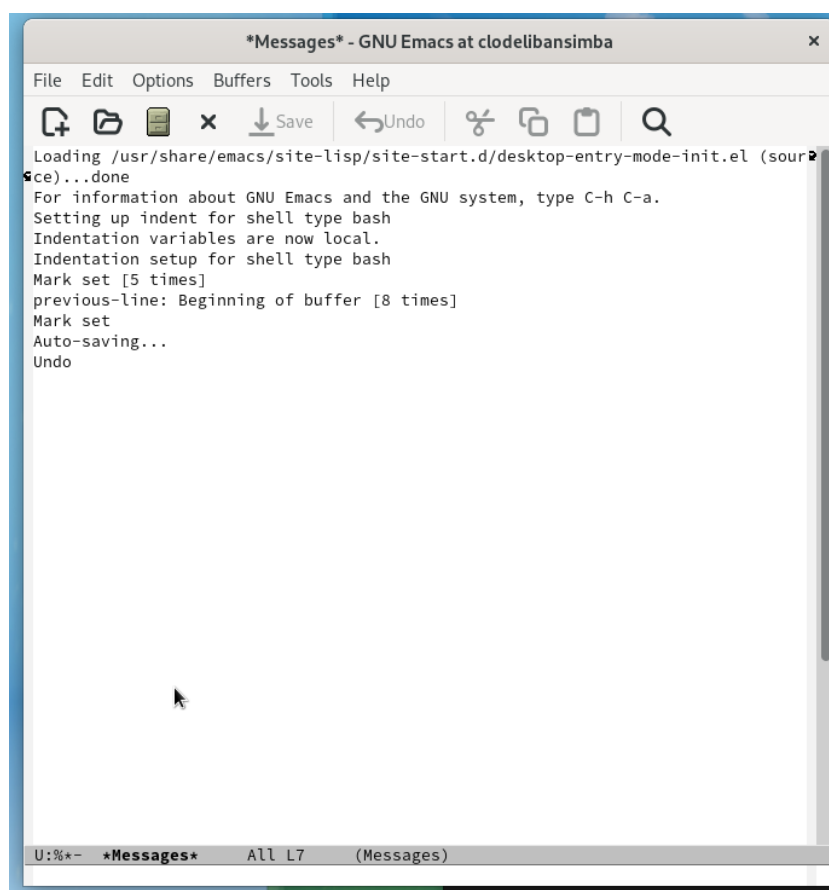 *Messages* - GNU Emacs at clodelibansimba
File Edit Options Buffers Tools Help
Save Undo
Loading /usr/share/emacs/site-lisp/site-start.d/desktop-entry-mode-init.el (sour
ce)...done
For information about GNU Emacs and the GNU system, type C-h C-a.
Setting up indent for shell type bash
Indentation variables are now local.
Indentation setup for shell type bash
Mark set [5 times]
previous-line: Beginning of buffer [8 times]
Mark set
Auto-saving...
Undo
U:%*- *Messages* All L7 (Messages)